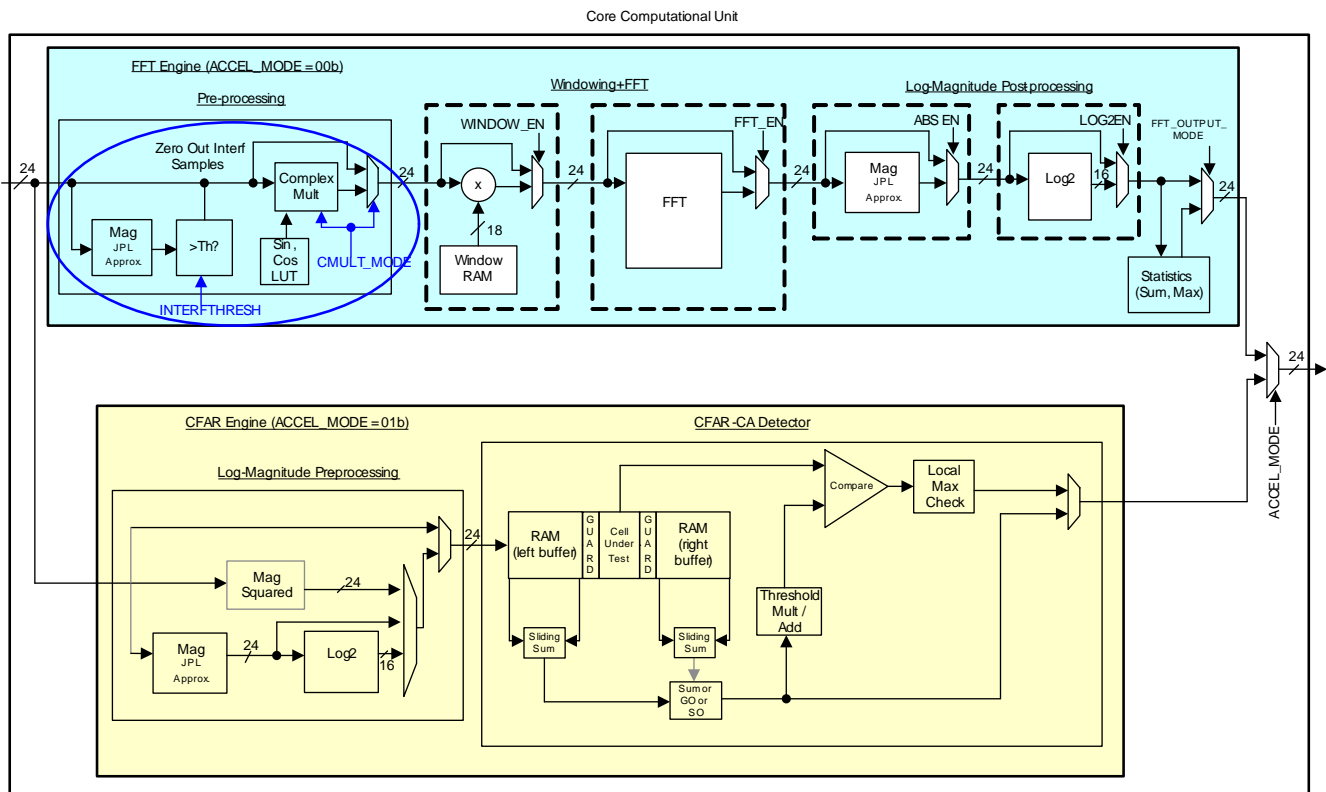 Core Computational Unit
FFT Engine (ACCEL_MODE = 00b)
Pre-processing
Windowing+FFT
Log-Magnitude Postprocessing
Zero Out Interf
Samples
24
Complex
Mult
24
Mag
JPL
Approx.
>Th?
Sin,
Cos
LUT
CMULT_MODE
INTERFTHRESH
WINDOW_EN
x
24
18
Window
RAM
FFT_EN
FFT
24
ABS EN
Mag
JPL
Approx.
24
LOG2EN
Log2
16
FFT_OUTPUT_
MODE
24
Statistics
(Sum, Max)
24
ACCEL_MODE
CFAR Engine (ACCEL_MODE = 01b)
CFAR-CA Detector
Log-Magnitude Preprocessing
24
Mag
Squared
24
Mag
JPL
Approx.
24
Log2
16
RAM
(left buffer)
GUARD
Cell
Under
Test
GUARD
RAM
(right
buffer)
Sliding
Sum
Sliding
Sum
Sum or
GO or
SO
Threshold
Mult /
Add
Compare
Local
Max
Check